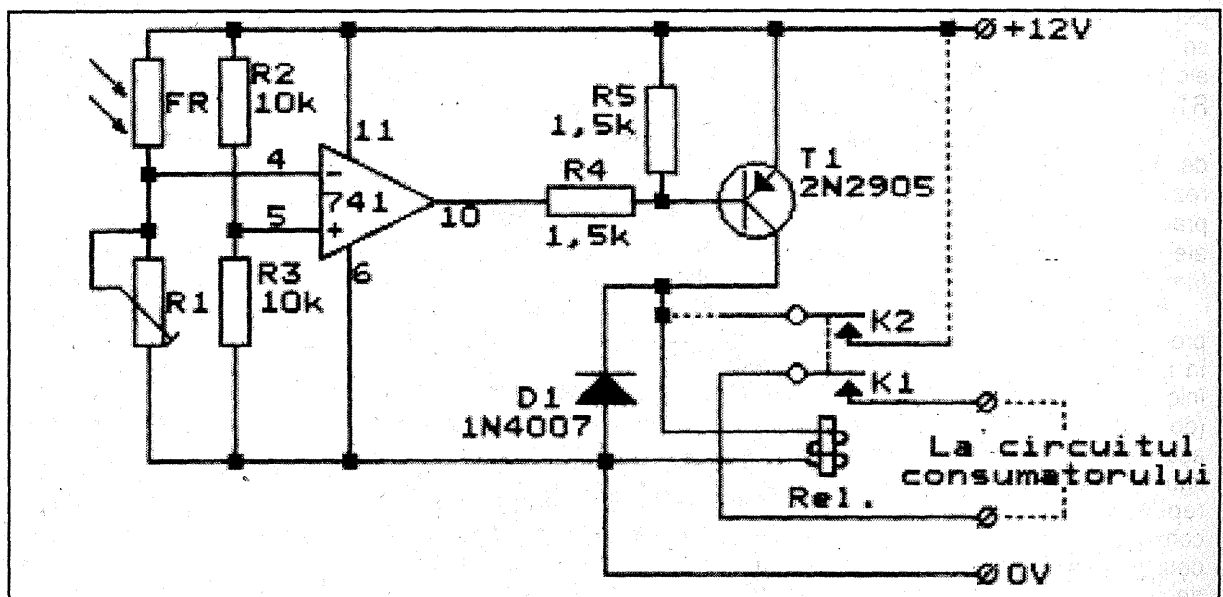 +12V
R2
10k
FR
R5
1,5k
11
4
-
741
5
+
10
6
R4
1,5k
T1
2N2905
R3
10k
R1
K2
K1
D1
1N4007
La circuitul
consumatorului
Rel.
0V